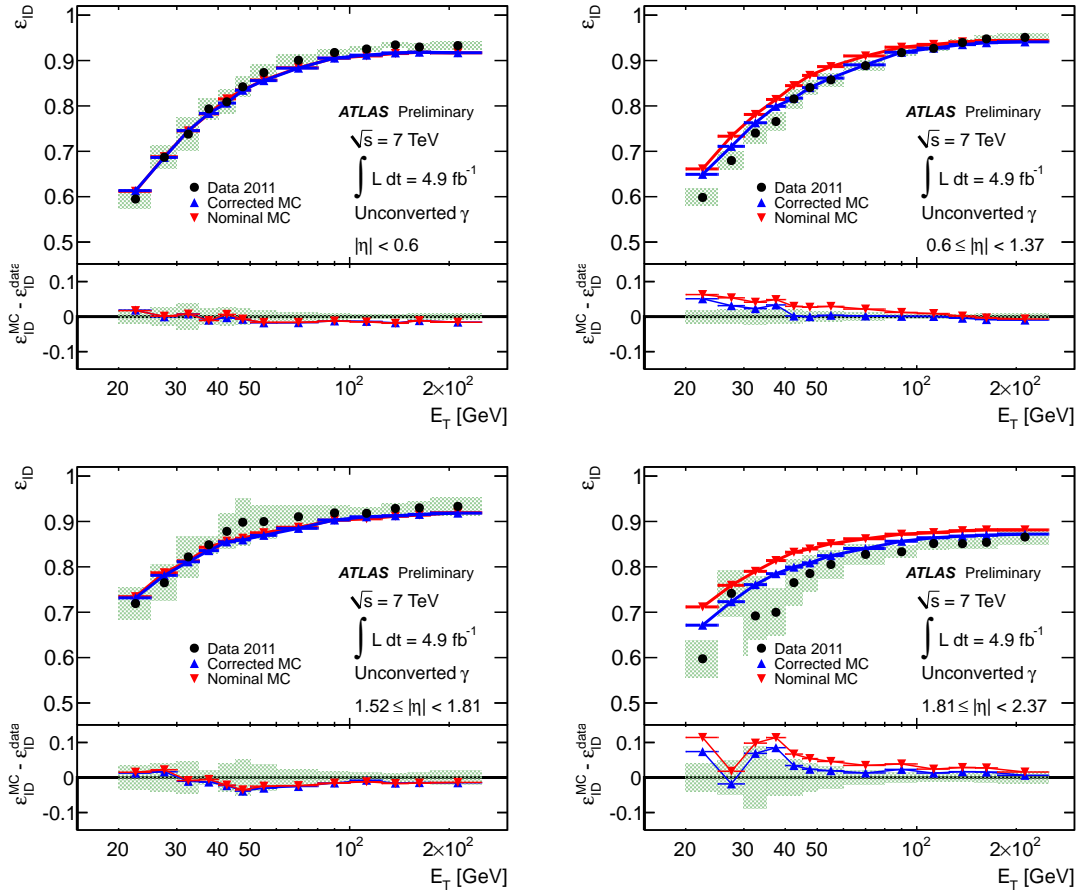 ε_ID
1
0.9
0.8
0.7
0.6
0.5
ATLAS Preliminary
√s = 7 TeV
∫ L dt = 4.9 fb⁻¹
Data 2011
Corrected MC
Nominal MC
Unconverted γ
|η| < 0.6
ε_ID^MC - ε_ID^data
0.1
0
-0.1
20 30 40 50 10² 2×10²
E_T [GeV]
ε_ID
1
0.9
0.8
0.7
0.6
0.5
ATLAS Preliminary
√s = 7 TeV
∫ L dt = 4.9 fb⁻¹
Data 2011
Corrected MC
Nominal MC
Unconverted γ
0.6 ≤ |η| < 1.37
ε_ID^MC - ε_ID^data
0.1
0
-0.1
20 30 40 50 10² 2×10²
E_T [GeV]
ε_ID
1
0.9
0.8
0.7
0.6
0.5
ATLAS Preliminary
√s = 7 TeV
∫ L dt = 4.9 fb⁻¹
Data 2011
Corrected MC
Nominal MC
Unconverted γ
1.52 ≤ |η| < 1.81
ε_ID^MC - ε_ID^data
0.1
0
-0.1
20 30 40 50 10² 2×10²
E_T [GeV]
ε_ID
1
0.9
0.8
0.7
0.6
0.5
ATLAS Preliminary
√s = 7 TeV
∫ L dt = 4.9 fb⁻¹
Data 2011
Corrected MC
Nominal MC
Unconverted γ
1.81 ≤ |η| < 2.37
ε_ID^MC - ε_ID^data
0.1
0
-0.1
20 30 40 50 10² 2×10²
E_T [GeV]